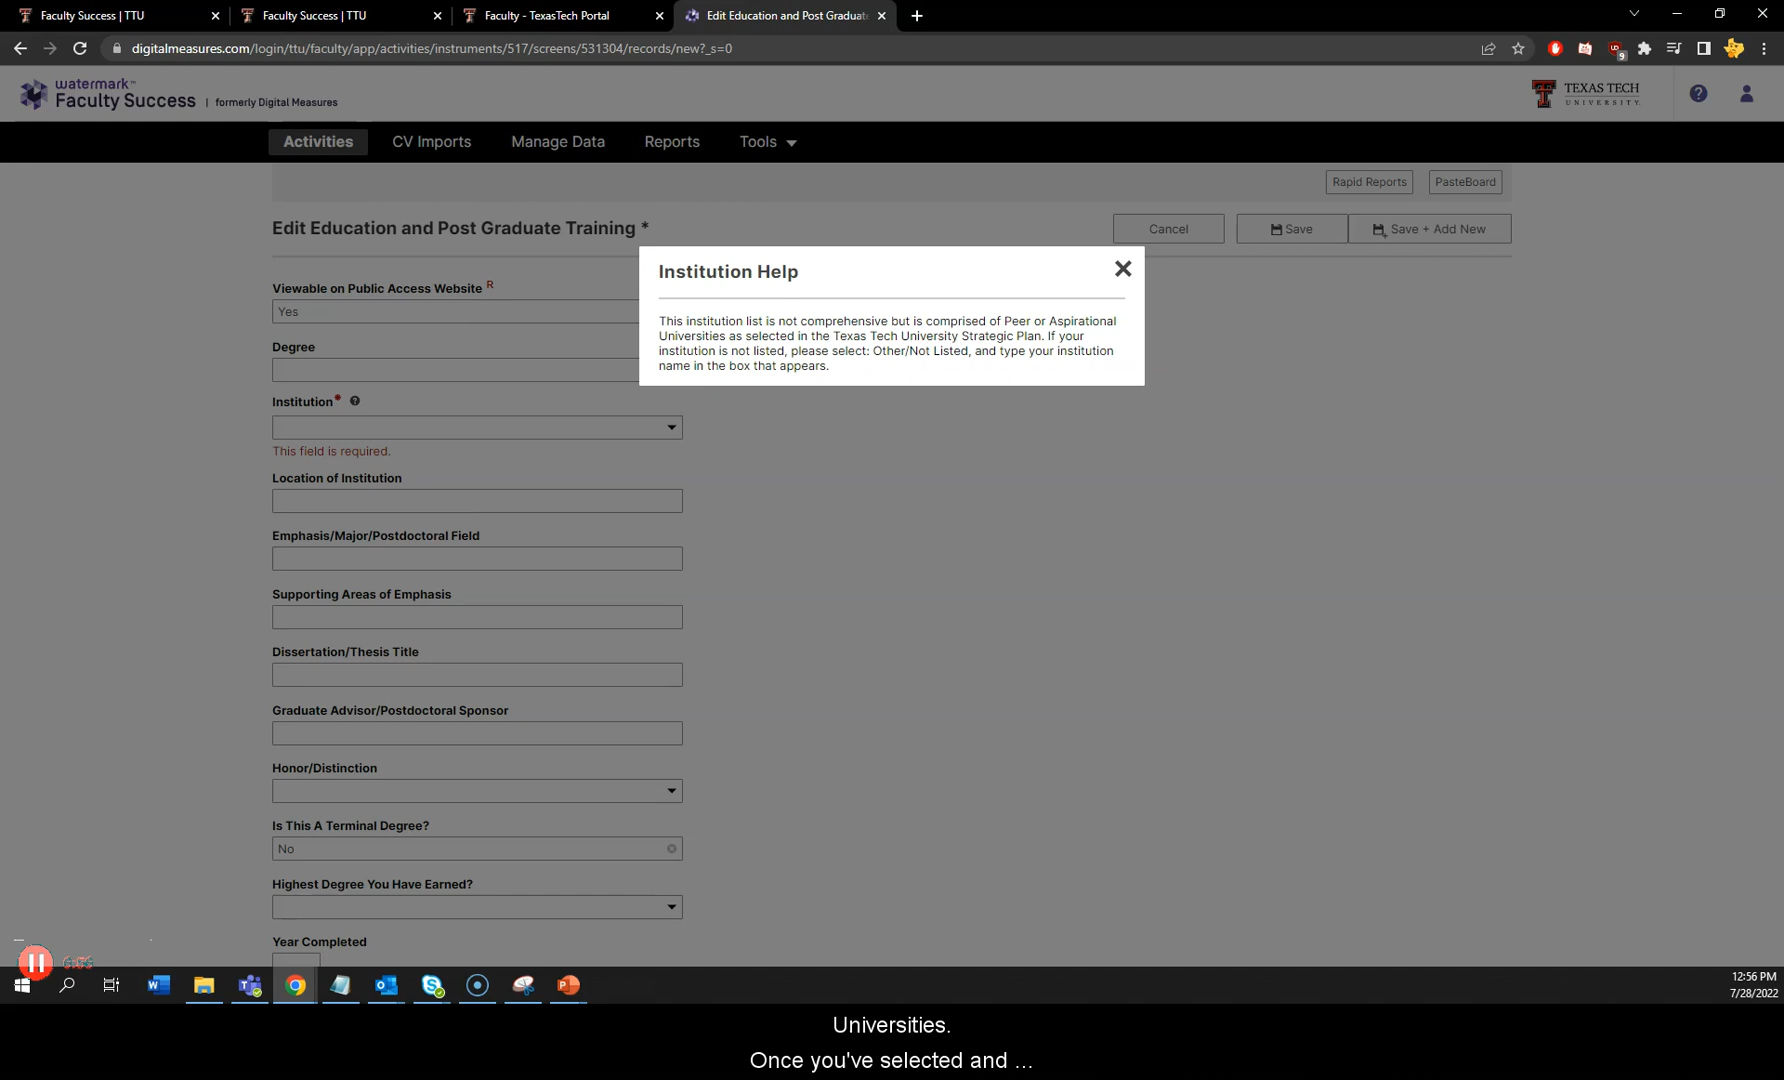 Faculty Success | TTU
Faculty Success | TTU
Faculty - TexasTech Portal
Edit Education and Post Graduat
digitalmeasures.com/login/ttu/faculty/app/activities/instruments/517/screens/531304/records/new?_s=0
9
watermark™
Faculty Success | formerly Digital Measures
TEXAS TECH
UNIVERSITY
Activities
CV Imports
Manage Data
Reports
Tools
Rapid Reports
PasteBoard
Edit Education and Post Graduate Training *
Cancel
Save
Save + Add New
Institution Help
This institution list is not comprehensive but is comprised of Peer or Aspirational
Universities as selected in the Texas Tech University Strategic Plan. If your
institution is not listed, please select: Other/Not Listed, and type your institution
name in the box that appears.
Viewable on Public Access Website R
Yes
Degree
Institution*
This field is required.
Location of Institution
Emphasis/Major/Postdoctoral Field
Supporting Areas of Emphasis
Dissertation/Thesis Title
Graduate Advisor/Postdoctoral Sponsor
Honor/Distinction
Is This A Terminal Degree?
No
Highest Degree You Have Earned?
Year Completed
12:56 PM
7/28/2022
Universities.
Once you've selected and ...